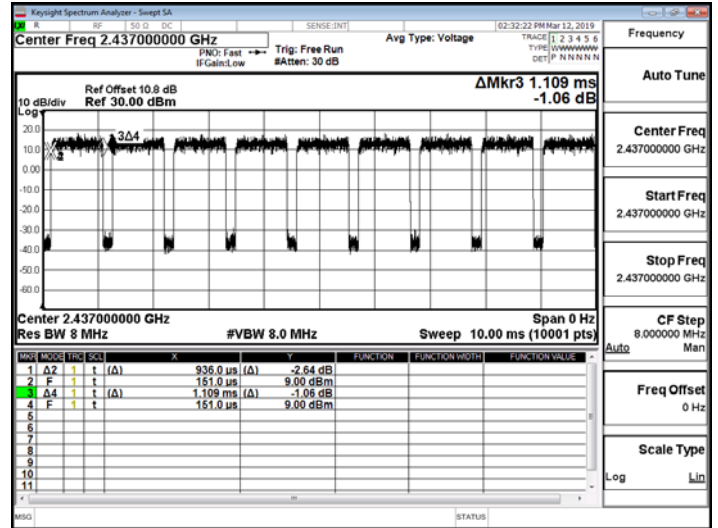 Keysight Spectrum Analyzer - Swept SA
R RF 50 Ω DC SENSE:INT 02:32:22 PM Mar 12, 2019
Center Freq 2.437000000 GHz
PNO: Fast
IFGain:Low
Trig: Free Run
#Atten: 30 dB
Avg Type: Voltage
TRACE 1 2 3 4 5 6
TYPE WWWWWW
DET P N N N N N
Ref Offset 10.8 dB
10 dB/div Ref 30.00 dBm
ΔMkr3 1.109 ms
-1.06 dB
Log
20.0
10.0
0.00
-10.0
-20.0
-30.0
-40.0
-50.0
-60.0
3Δ4
Center 2.437000000 GHz Span 0 Hz
Res BW 8 MHz #VBW 8.0 MHz Sweep 10.00 ms (10001 pts)
MKR MODE TRC SCL X Y FUNCTION FUNCTION WIDTH FUNCTION VALUE
1 Δ2 1 t (Δ) 936.0 µs (Δ) -2.64 dB
2 F 1 t 151.0 µs 9.00 dBm
3 Δ4 1 t (Δ) 1.109 ms (Δ) -1.06 dB
4 F 1 t 151.0 µs 9.00 dBm
5
6
7
8
9
10
11
MSG STATUS
Frequency
Auto Tune
Center Freq
2.437000000 GHz
Start Freq
2.437000000 GHz
Stop Freq
2.437000000 GHz
CF Step
8.000000 MHz
Auto Man
Freq Offset
0 Hz
Scale Type
Log Lin